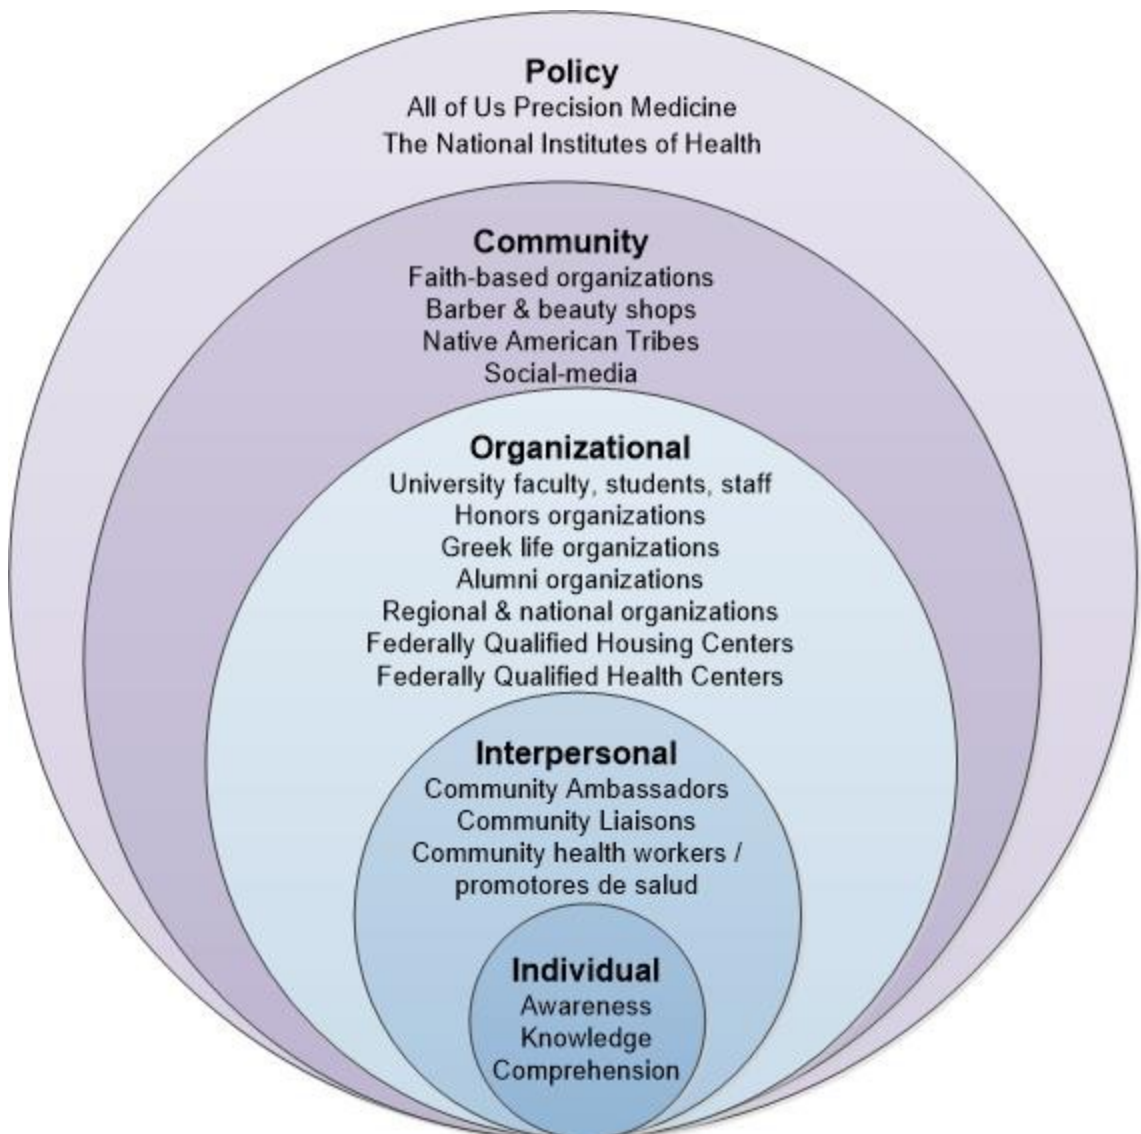 Policy
All of Us Precision Medicine
The National Institutes of Health
Community
Faith-based organizations
Barber & beauty shops
Native American Tribes
Social-media
Organizational
University faculty, students, staff
Honors organizations
Greek life organizations
Alumni organizations
Regional & national organizations
Federally Qualified Housing Centers
Federally Qualified Health Centers
Interpersonal
Community Ambassadors
Community Liaisons
Community health workers /
promotores de salud
Individual
Awareness
Knowledge
Comprehension